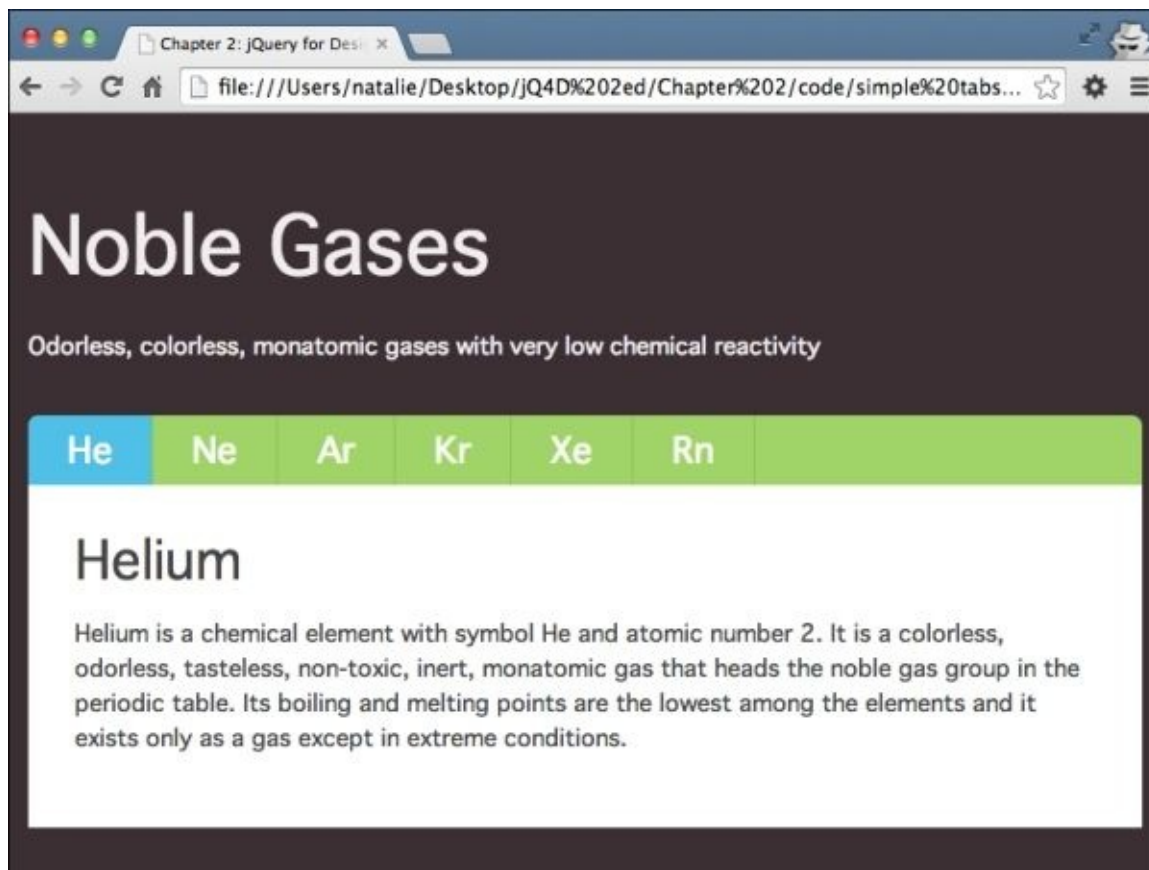 Chapter 2: jQuery for Des
file:///Users/natalie/Desktop/jQ4D%202ed/Chapter%202/code/simple%20tabs...
Noble Gases
Odorless, colorless, monatomic gases with very low chemical reactivity
He Ne Ar Kr Xe Rn
Helium
Helium is a chemical element with symbol He and atomic number 2. It is a colorless,
odorless, tasteless, non-toxic, inert, monatomic gas that heads the noble gas group in the
periodic table. Its boiling and melting points are the lowest among the elements and it
exists only as a gas except in extreme conditions.